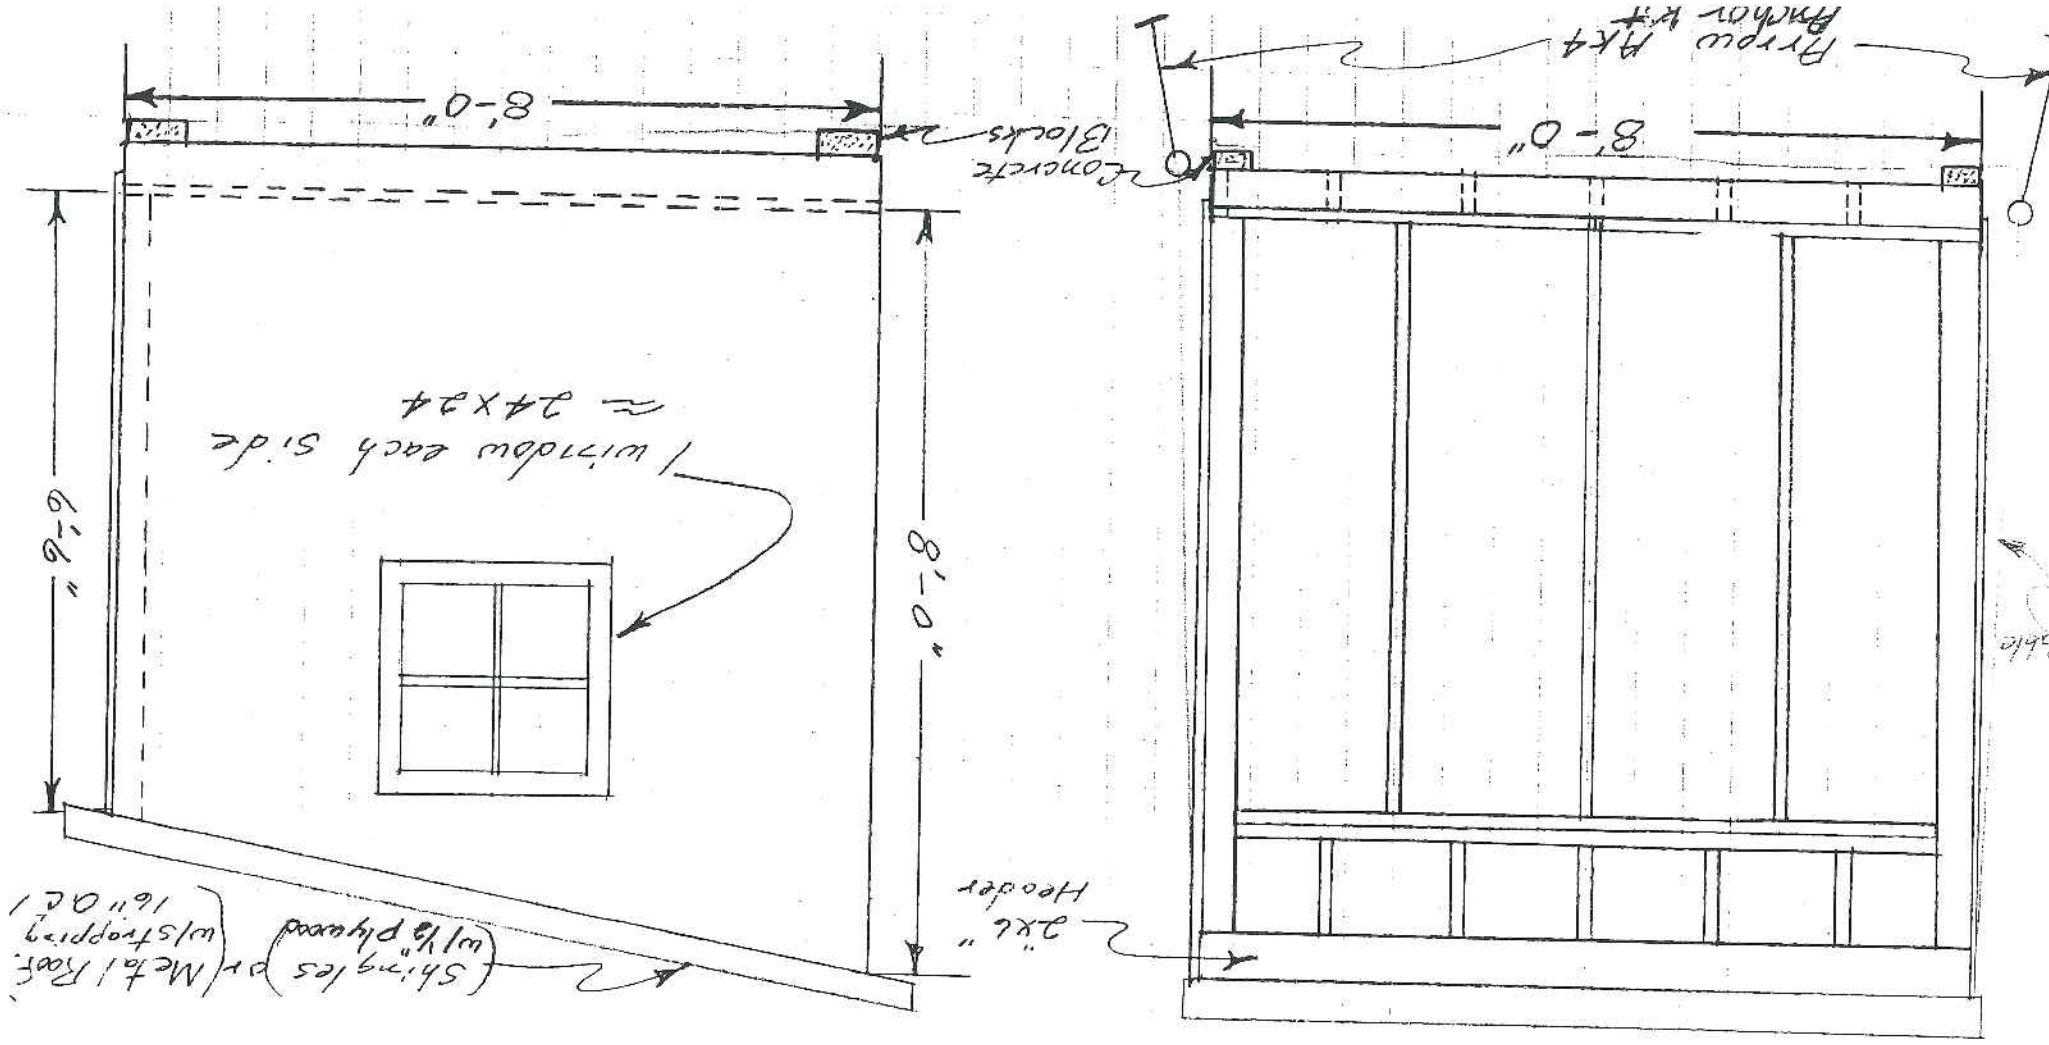 "2x6"
Header
(Shingles) or (Metal Roof
w/½" plywood) w/strapping
16" O.C.)
8'-0"
6'-6"
1 window each side
≈ 24x24
Concrete
Blocks
8'-0"
8'-0"
Arrow AK4
Anchor kit